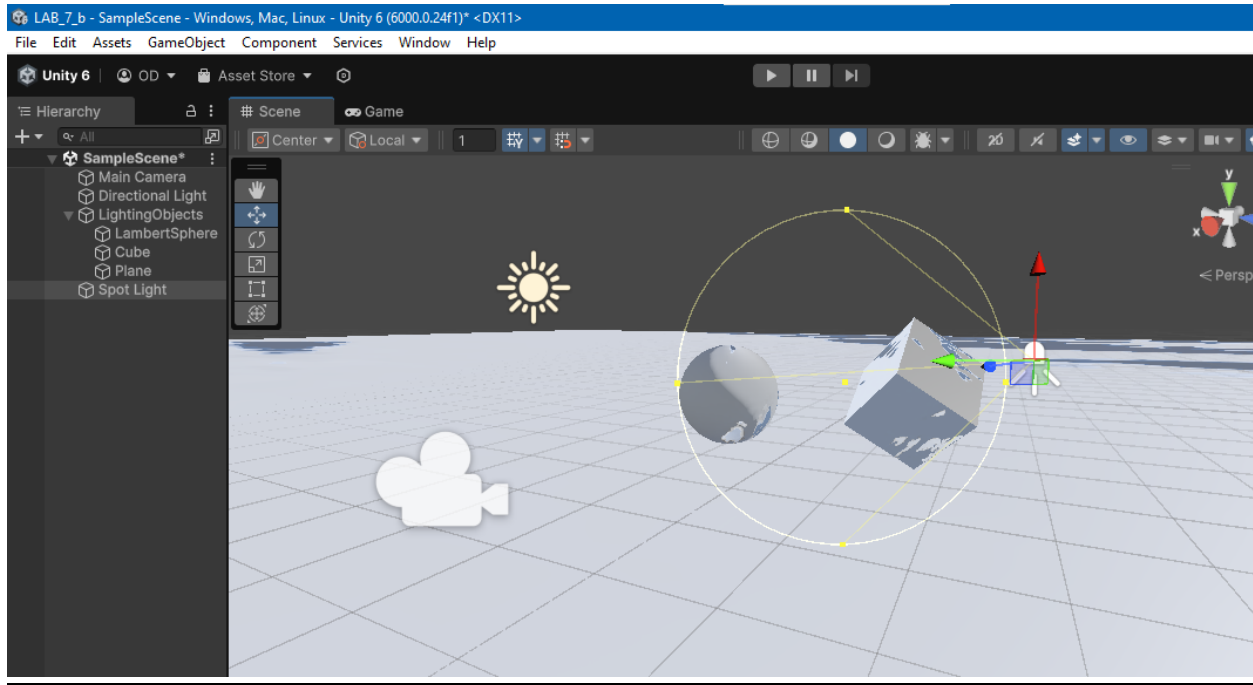 LAB_7_b - SampleScene - Windows, Mac, Linux - Unity 6 (6000.0.24f1)* <DX11>
File Edit Assets GameObject Component Services Window Help
Unity 6 OD Asset Store
Hierarchy # Scene Game
All Center Local 1 2D
SampleScene*
Main Camera
Directional Light
LightingObjects
LambertSphere
Cube
Plane
Spot Light
y
x
< Persp